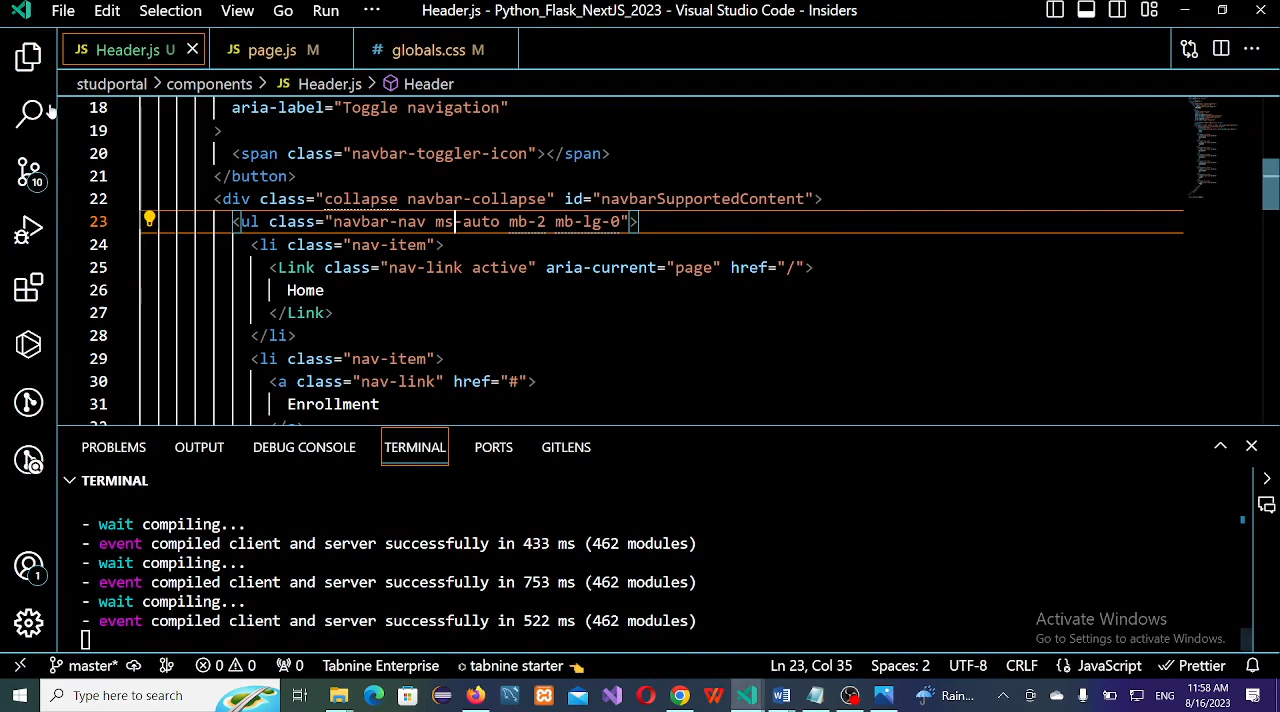 File Edit Selection View Go Run ··· Header.js - Python_Flask_NextJS_2023 - Visual Studio Code - Insiders
JS Header.js U JS page.js M # globals.css M
studportal > components > JS Header.js > Header
18 aria-label="Toggle navigation"
19 >
20 <span class="navbar-toggler-icon"></span>
21 </button>
22 <div class="collapse navbar-collapse" id="navbarSupportedContent">
23 <ul class="navbar-nav ms-auto mb-2 mb-lg-0">
24 <li class="nav-item">
25 <Link class="nav-link active" aria-current="page" href="/">
26 Home
27 </Link>
28 </li>
29 <li class="nav-item">
30 <a class="nav-link" href="#">
31 Enrollment
10
PROBLEMS OUTPUT DEBUG CONSOLE TERMINAL PORTS GITLENS
TERMINAL
- wait compiling...
- event compiled client and server successfully in 433 ms (462 modules)
- wait compiling...
- event compiled client and server successfully in 753 ms (462 modules)
- wait compiling...
- event compiled client and server successfully in 522 ms (462 modules)
1
Activate Windows
Go to Settings to activate Windows.
master* 0 0 0 Tabnine Enterprise tabnine starter Ln 23, Col 35 Spaces: 2 UTF-8 CRLF JavaScript Prettier
Type here to search Rain... ENG 11:58 AM
8/16/2023